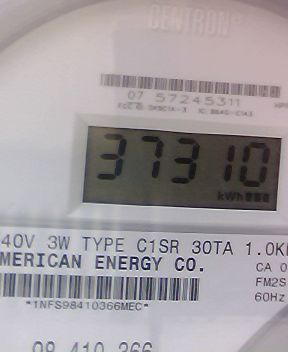 CENTRON®
07 57245311
37310
kWh
40V 3W TYPE C1SR 30TA 1.0K
MERICAN ENERGY CO.
CA 0
FM2S
60Hz
*1NFS98410366MEC*
98 410 366